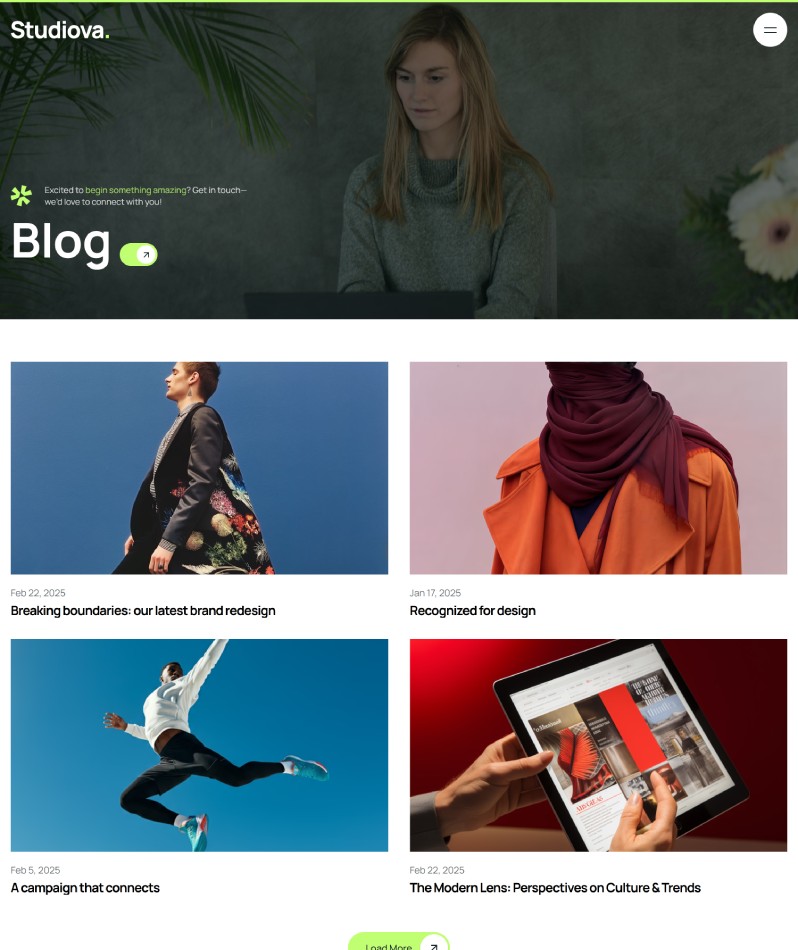 Studiova.
Excited to begin something amazing? Get in touch—
we'd love to connect with you!
Blog
Feb 22, 2025
Breaking boundaries: our latest brand redesign
Jan 17, 2025
Recognized for design
Feb 5, 2025
A campaign that connects
Feb 22, 2025
The Modern Lens: Perspectives on Culture & Trends
Load More